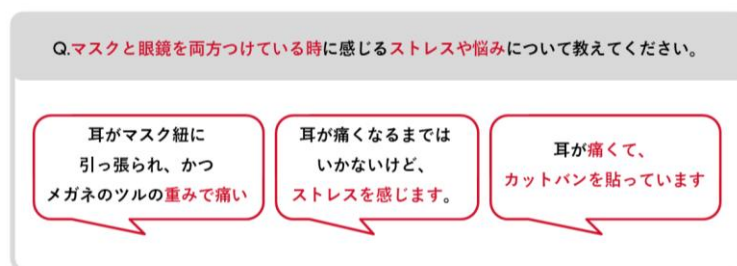 Q.マスクと眼鏡を両方つけている時に感じるストレスや悩みについて教えてください。
耳がマスク紐に
引っ張られ、かつ
メガネのツルの重みで痛い
耳が痛くなるまでは
いかないけど、
ストレスを感じます。
耳が痛くて、
カットバンを貼っています